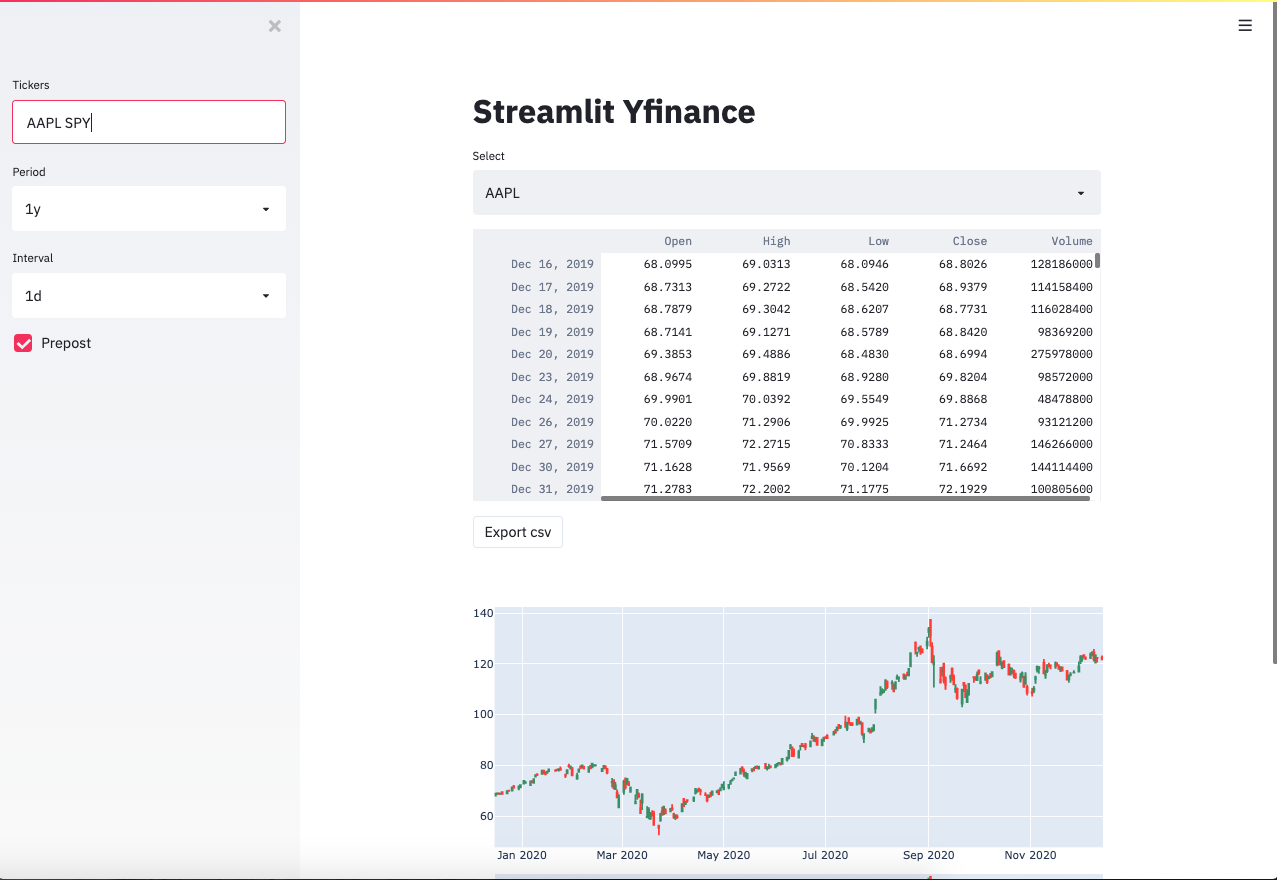 Tickers
AAPL SPY
Period
1y
Interval
1d
Prepost
Streamlit Yfinance
Select
AAPL
Open High Low Close Volume
Dec 16, 2019 68.0995 69.0313 68.0946 68.8026 128186000
Dec 17, 2019 68.7313 69.2722 68.5420 68.9379 114158400
Dec 18, 2019 68.7879 69.3042 68.6207 68.7731 116028400
Dec 19, 2019 68.7141 69.1271 68.5789 68.8420 98369200
Dec 20, 2019 69.3853 69.4886 68.4830 68.6994 275978000
Dec 23, 2019 68.9674 69.8819 68.9280 69.8204 98572000
Dec 24, 2019 69.9901 70.0392 69.5549 69.8868 48478800
Dec 26, 2019 70.0220 71.2906 69.9925 71.2734 93121200
Dec 27, 2019 71.5709 72.2715 70.8333 71.2464 146266000
Dec 30, 2019 71.1628 71.9569 70.1204 71.6692 144114400
Dec 31, 2019 71.2783 72.2002 71.1775 72.1929 100805600
Export csv
140
120
100
80
60
Jan 2020 Mar 2020 May 2020 Jul 2020 Sep 2020 Nov 2020